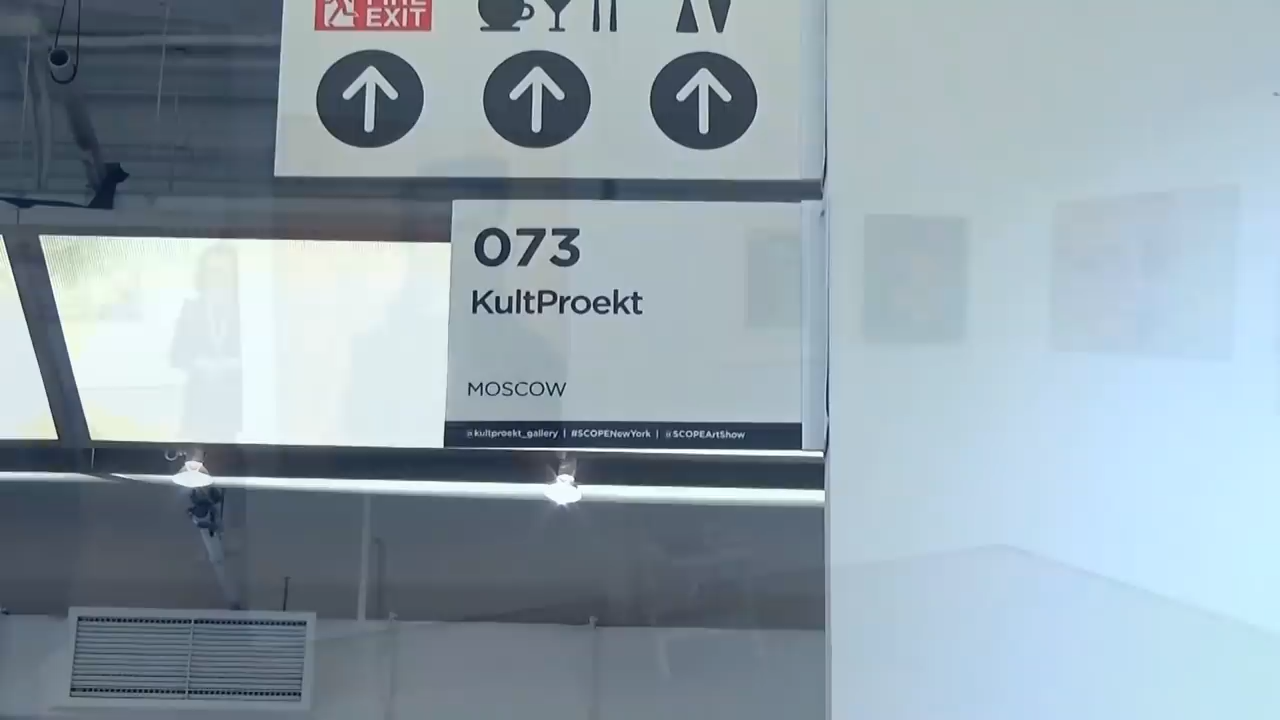 FIRE
EXIT
073
KultProekt
MOSCOW
@kultproekt_gallery | #SCOPENewYork | @SCOPEArtShow